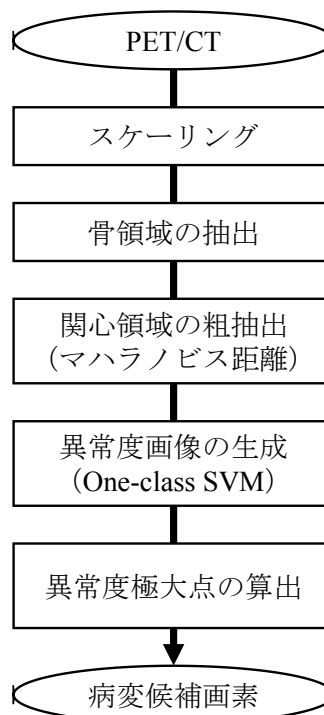 PET/CT
スケーリング
骨領域の抽出
関心領域の粗抽出
（マハラノビス距離）
異常度画像の生成
（One-class SVM）
異常度極大点の算出
病変候補画素